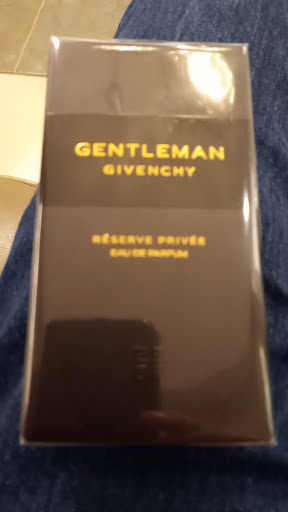 GENTLEMAN
GIVENCHY
RÉSERVE PRIVÉE
EAU DE PARFUM